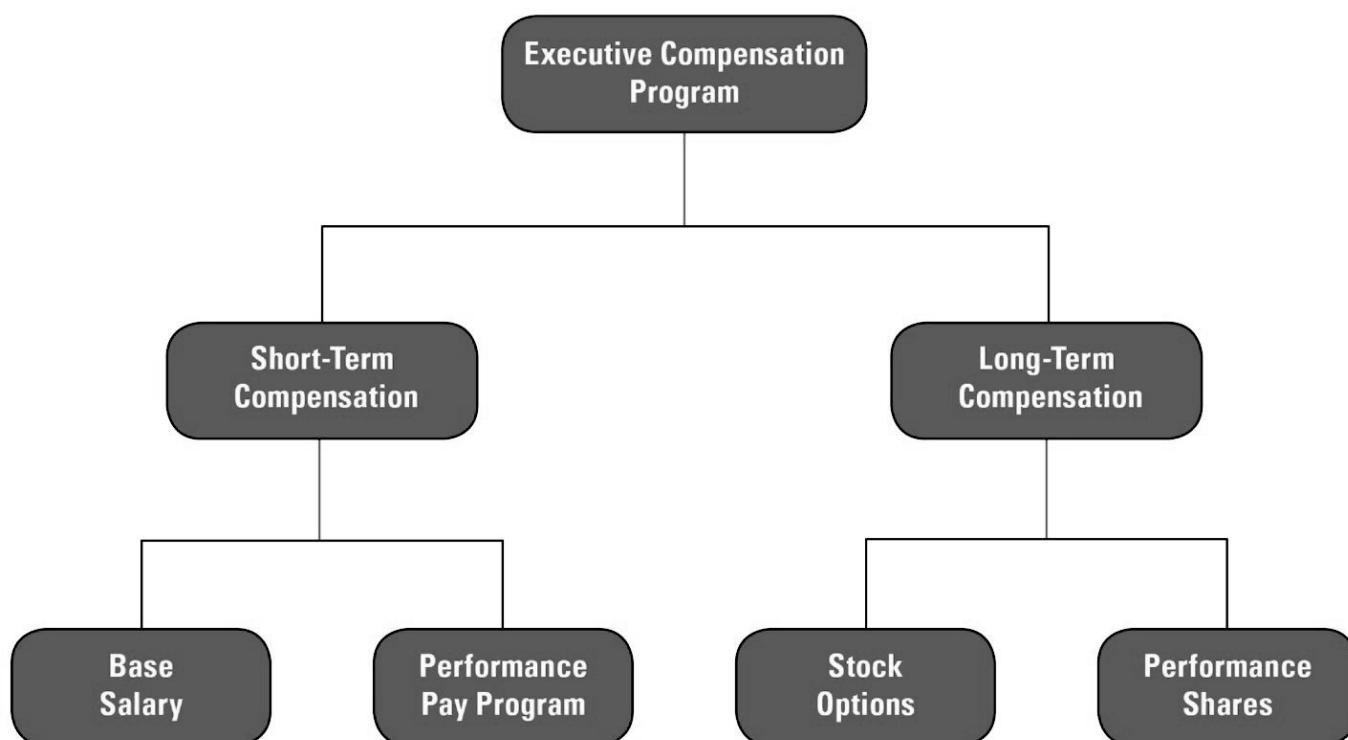 Executive Compensation
Program
Short-Term
Compensation
Long-Term
Compensation
Base
Salary
Performance
Pay Program
Stock
Options
Performance
Shares